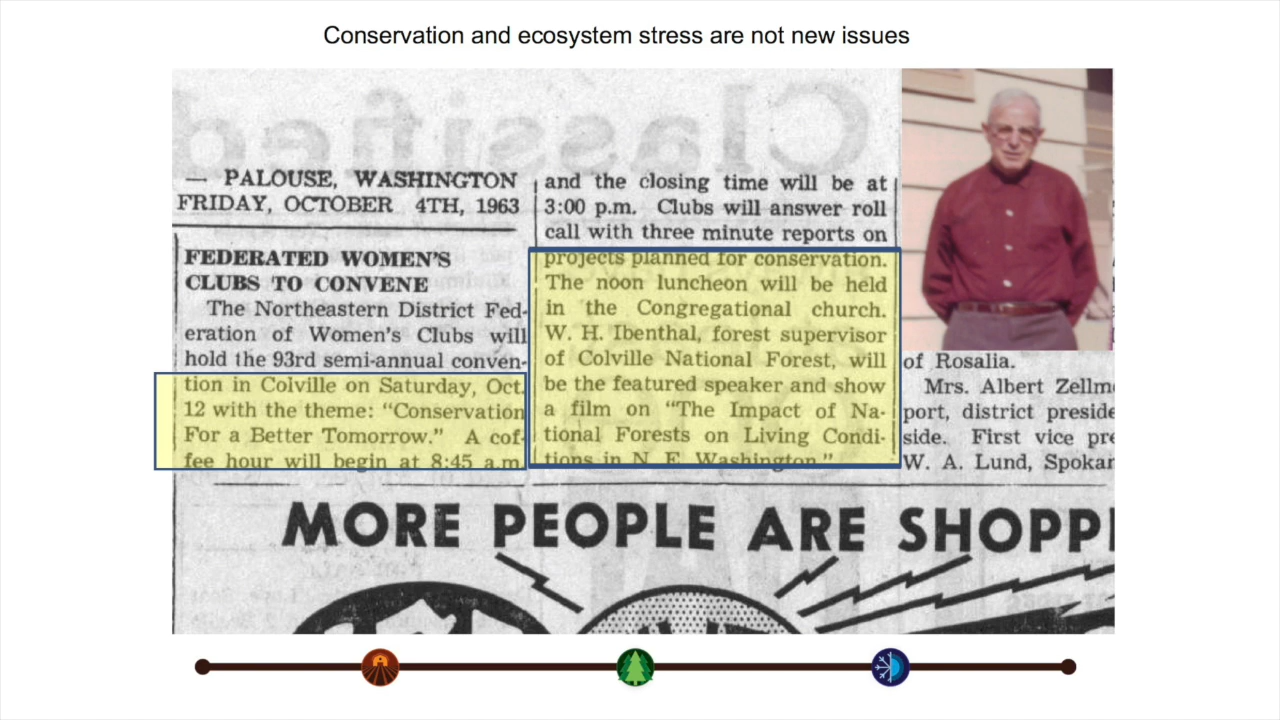 Conservation and ecosystem stress are not new issues
Classified
— PALOUSE, WASHINGTON
FRIDAY, OCTOBER 4TH, 1963
FEDERATED WOMEN'S
CLUBS TO CONVENE
The Northeastern District Fed-
eration of Women's Clubs will
hold the 93rd semi-annual conven-
tion in Colville on Saturday, Oct.
12 with the theme: “Conservation
For a Better Tomorrow.” A cof-
fee hour will begin at 8:45 a.m.
and the closing time will be at
3:00 p.m. Clubs will answer roll
call with three minute reports on
projects planned for conservation.
The noon luncheon will be held
in the Congregational church.
W. H. Ibenthal, forest supervisor
of Colville National Forest, will
be the featured speaker and show
a film on “The Impact of Na-
tional Forests on Living Condi-
tions in N. E. Washington.”
of Rosalia.
Mrs. Albert Zellm
port, district preside
side. First vice pre
W. A. Lund, Spokan
MORE PEOPLE ARE SHOPP